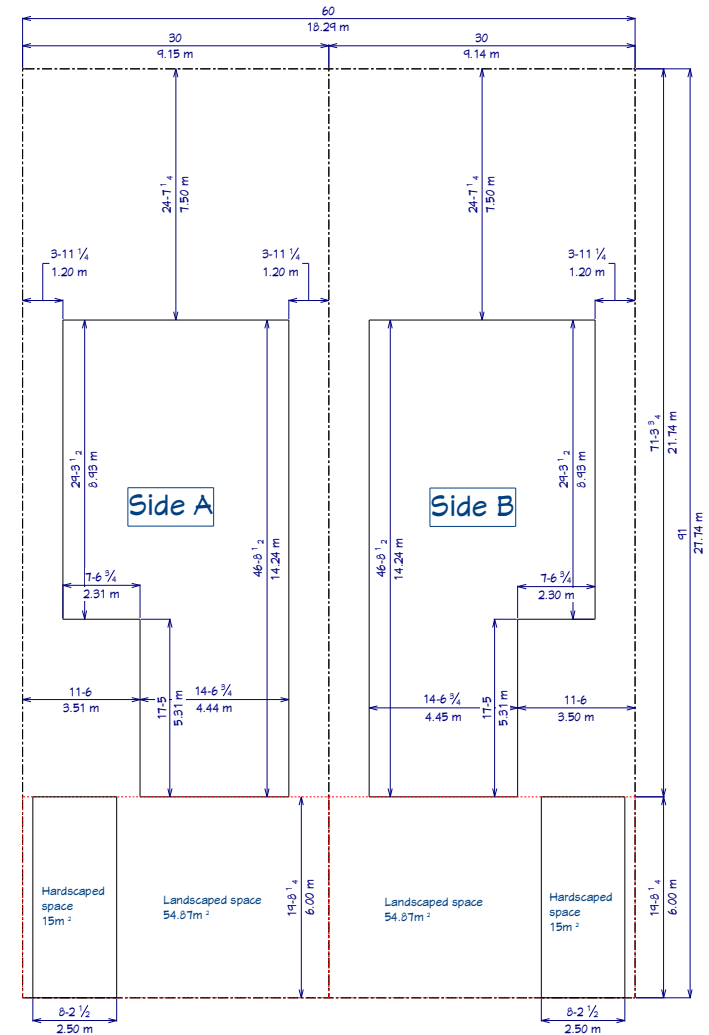 60
18.29 m
30
9.15 m
30
9.14 m
24-7 1/4
7.50 m
24-7 1/4
7.50 m
3-11 ¼
1.20 m
3-11 ¼
1.20 m
3-11 ¼
1.20 m
29-3 1/2
8.93 m
46-8 1/2
14.24 m
46-8 1/2
14.24 m
29-3 1/2
8.93 m
71-3 3/4
21.74 m
91
27.74 m
Side A
Side B
7-6 ¾
2.31 m
7-6 ¾
2.30 m
11-6
3.51 m
17-5
5.31 m
14-6 ¾
4.44 m
14-6 ¾
4.45 m
17-5
5.31 m
11-6
3.50 m
Hardscaped
space
15m ²
Landscaped space
54.87m ²
19-8 1/4
6.00 m
Landscaped space
54.87m ²
Hardscaped
space
15m ²
19-8 1/4
6.00 m
8-2 ½
2.50 m
8-2 ½
2.50 m